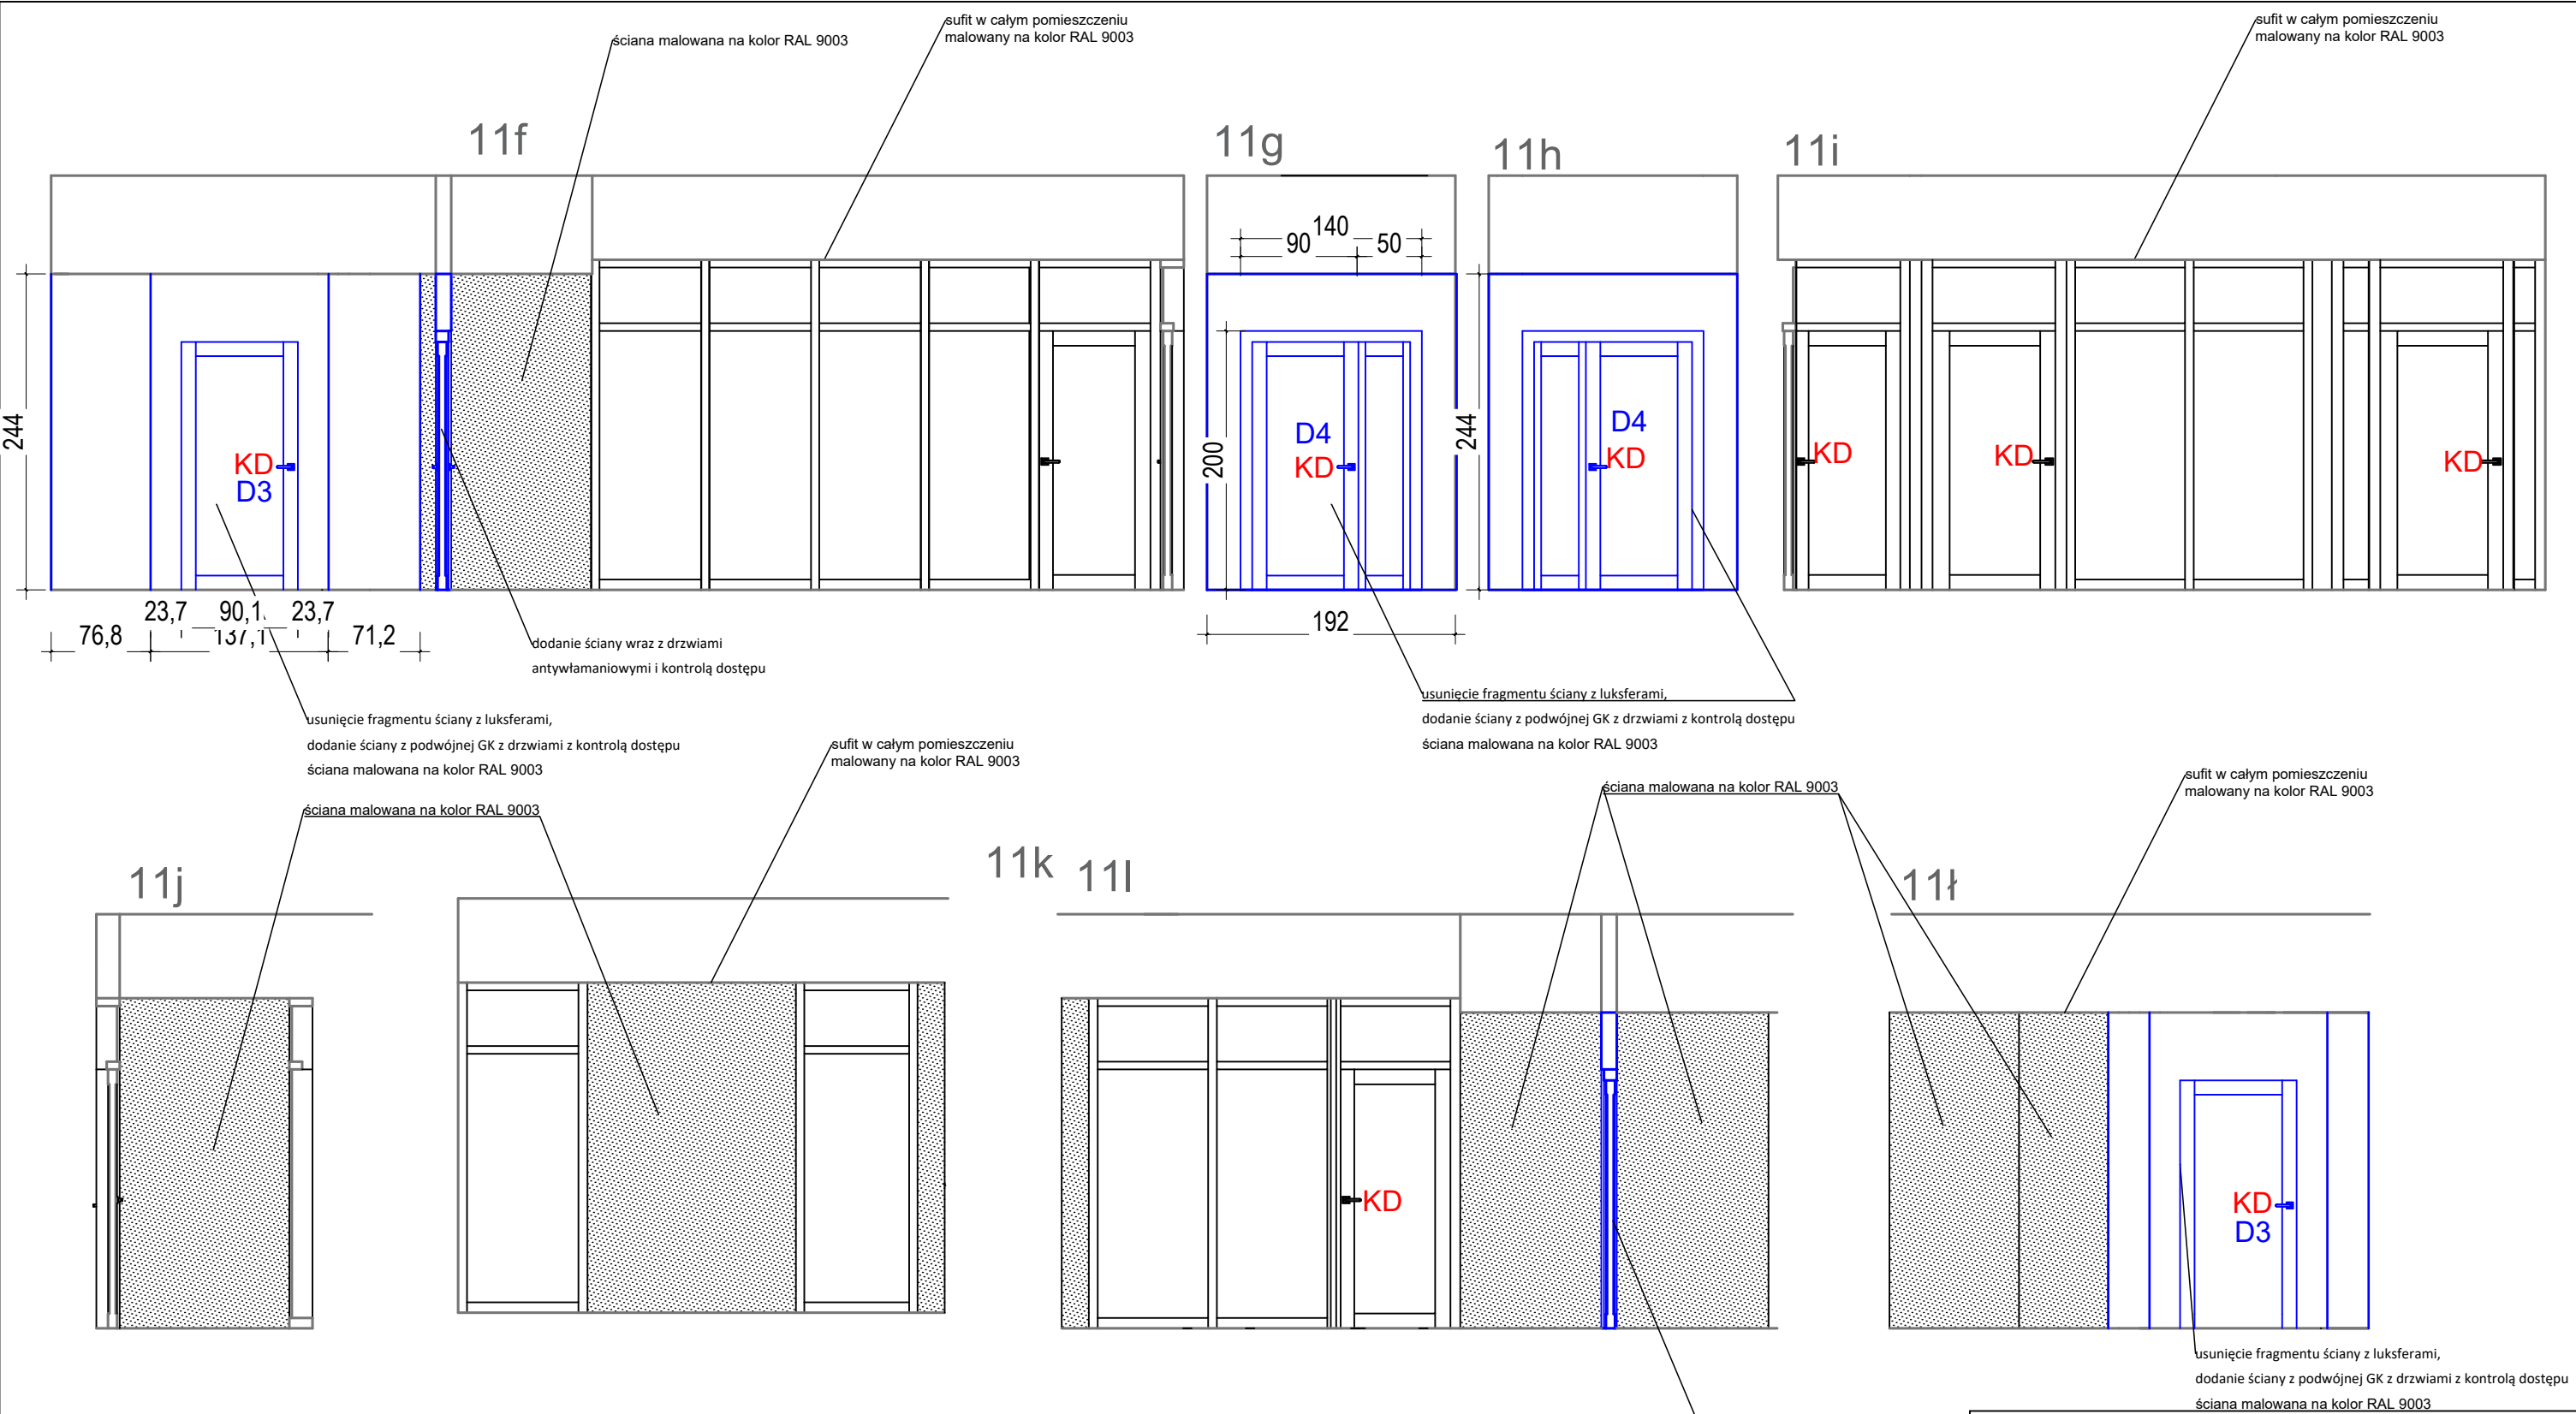 sufit w całym pomieszczeniu
malowany na kolor RAL 9003
sufit w całym pomieszczeniu
malowany na kolor RAL 9003
ściana malowana na kolor RAL 9003
11f
11g
11h
11i
140
90
50
244
KD
D3
200
D4
KD
244
D4
KD
KD
KD
KD
23,7
90,1
23,7
76,8
137,1
71,2
192
dodanie ściany wraz z drzwiami
antywłamaniowymi i kontrolą dostępu
usunięcie fragmentu ściany z luksferami,
dodanie ściany z podwójnej GK z drzwiami z kontrolą dostępu
ściana malowana na kolor RAL 9003
usunięcie fragmentu ściany z luksferami,
dodanie ściany z podwójnej GK z drzwiami z kontrolą dostępu
ściana malowana na kolor RAL 9003
sufit w całym pomieszczeniu
malowany na kolor RAL 9003
ściana malowana na kolor RAL 9003
ściana malowana na kolor RAL 9003
sufit w całym pomieszczeniu
malowany na kolor RAL 9003
11j
11k
11l
11ł
KD
KD
D3
usunięcie fragmentu ściany z luksferami,
dodanie ściany z podwójnej GK z drzwiami z kontrolą dostępu
ściana malowana na kolor RAL 9003